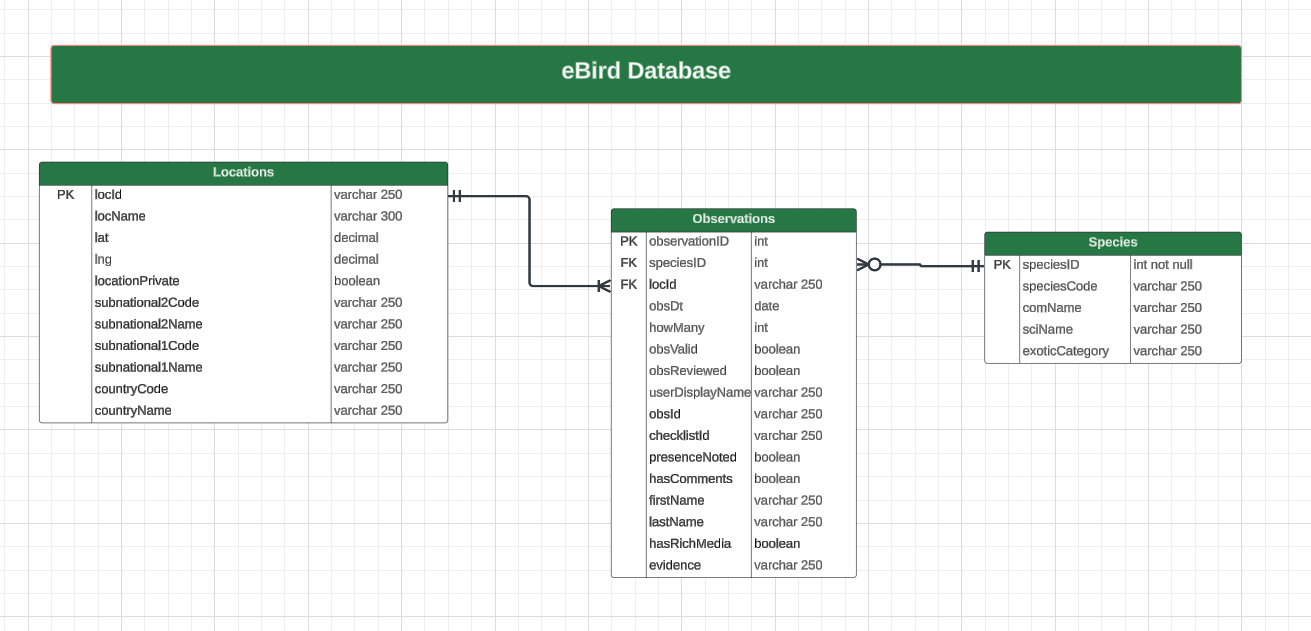 eBird Database
Locations
PK locId varchar 250
locName varchar 300
lat decimal
lng decimal
locationPrivate boolean
subnational2Code varchar 250
subnational2Name varchar 250
subnational1Code varchar 250
subnational1Name varchar 250
countryCode varchar 250
countryName varchar 250
Observations
PK observationID int
FK speciesID int
FK locId varchar 250
obsDt date
howMany int
obsValid boolean
obsReviewed boolean
userDisplayName varchar 250
obsId varchar 250
checklistId varchar 250
presenceNoted boolean
hasComments boolean
firstName varchar 250
lastName varchar 250
hasRichMedia boolean
evidence varchar 250
Species
PK speciesID int not null
speciesCode varchar 250
comName varchar 250
sciName varchar 250
exoticCategory varchar 250